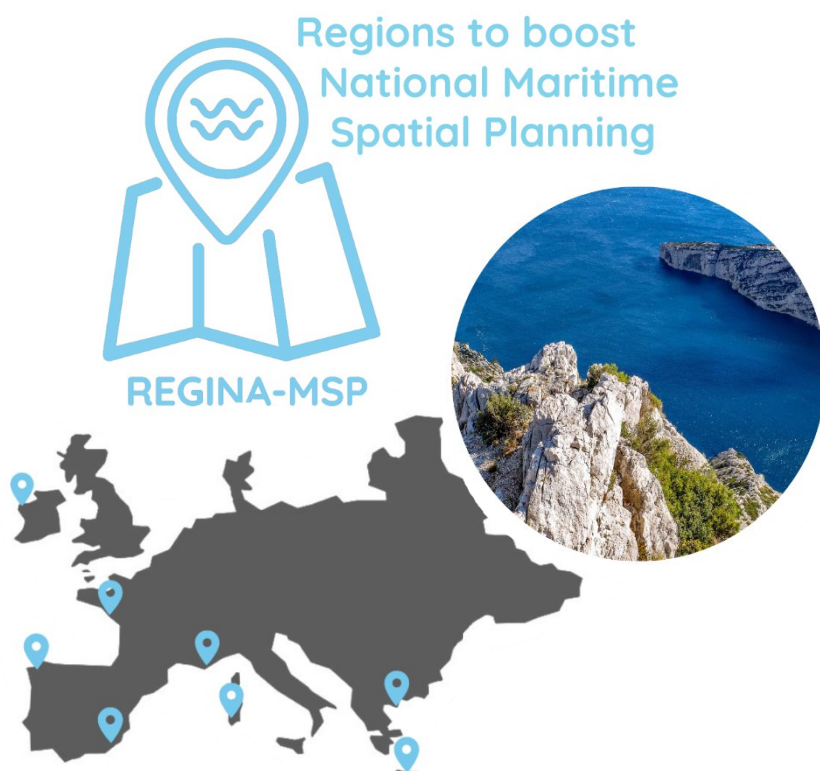 Regions to boost
National Maritime
Spatial Planning
REGINA-MSP